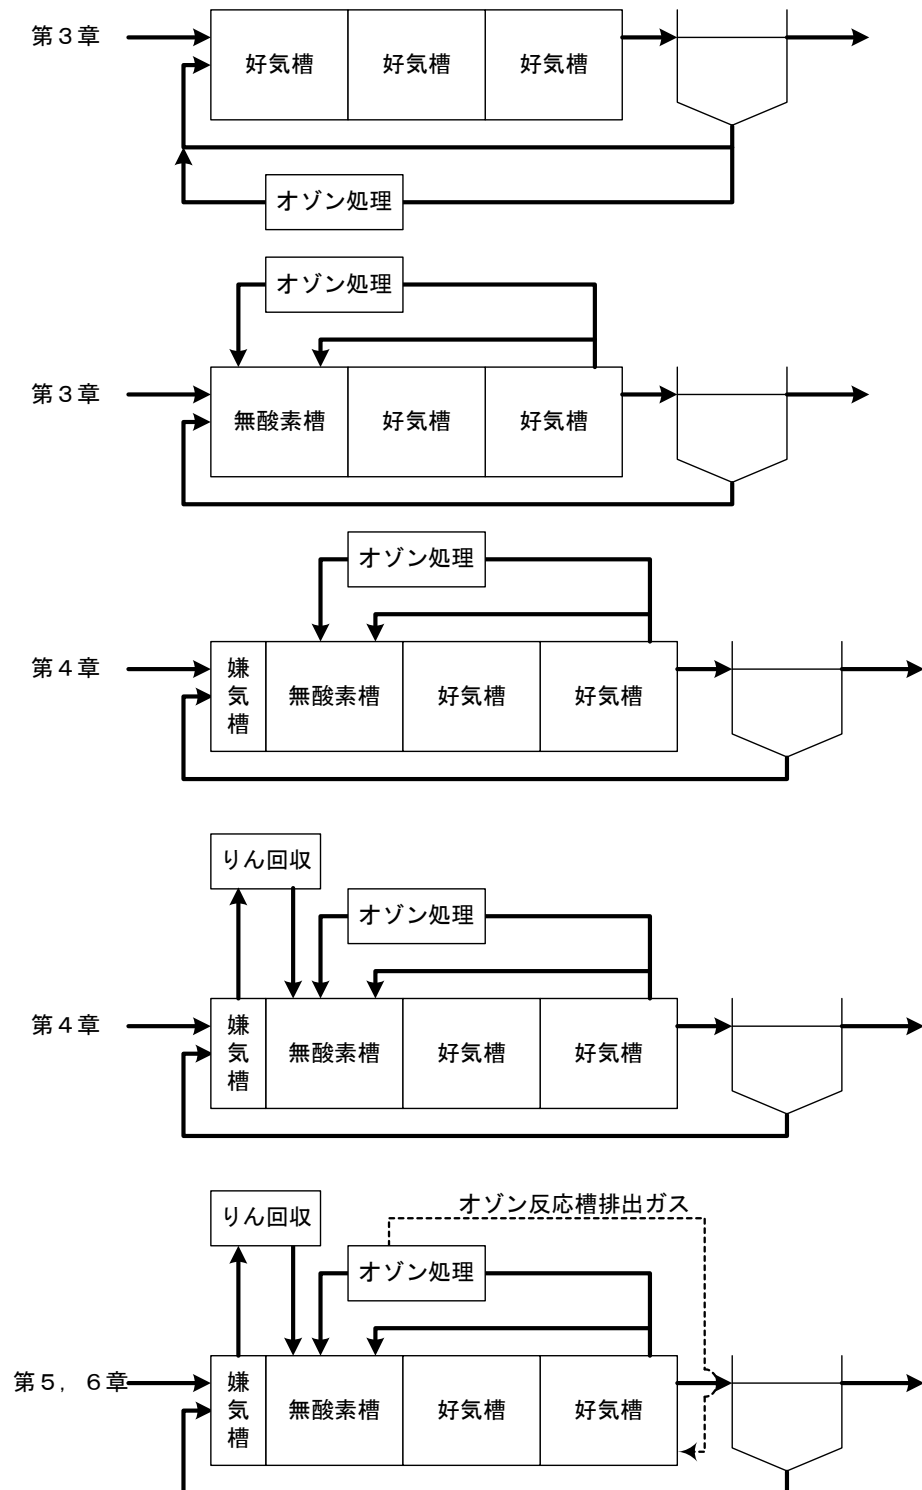 第３章
好気槽
好気槽
好気槽
オゾン処理
オゾン処理
第３章
無酸素槽
好気槽
好気槽
オゾン処理
第４章
嫌気槽
無酸素槽
好気槽
好気槽
りん回収
オゾン処理
第４章
嫌気槽
無酸素槽
好気槽
好気槽
りん回収
オゾン反応槽排出ガス
オゾン処理
第５，６章
嫌気槽
無酸素槽
好気槽
好気槽